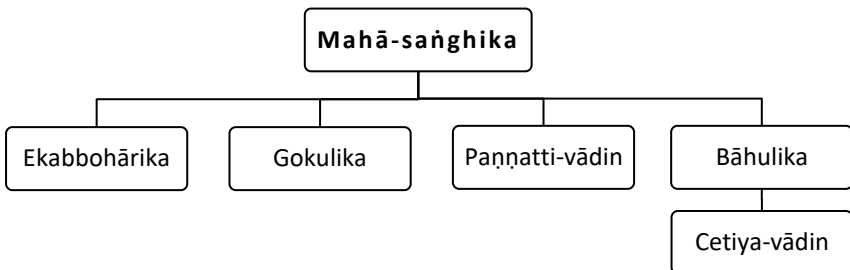 Mahā-saṅghika
Ekabbohārika
Gokulika
Paṇṇatti-vādin
Bāhulika
Cetiya-vādin